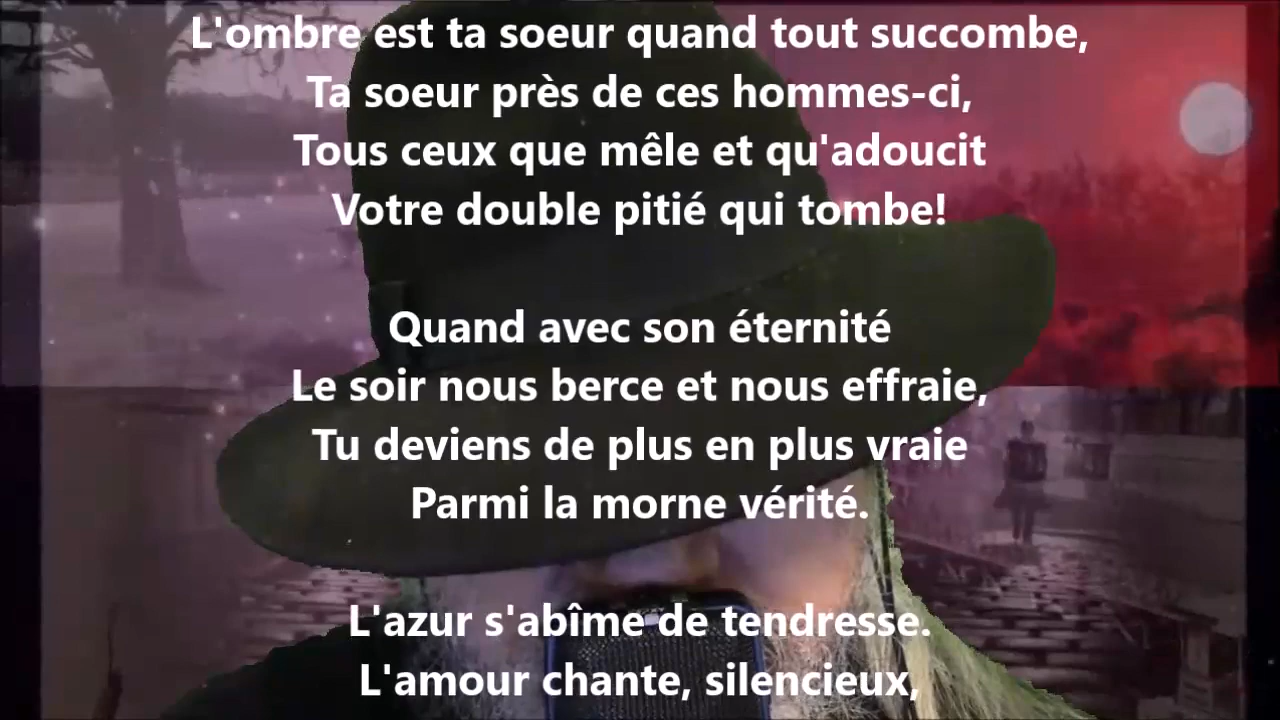 L'ombre est ta soeur quand tout succombe,
Ta soeur près de ces hommes-ci,
Tous ceux que mêle et qu'adoucit
Votre double pitié qui tombe!
Quand avec son éternité
Le soir nous berce et nous effraie,
Tu deviens de plus en plus vraie
Parmi la morne vérité.
L'azur s'abîme de tendresse.
L'amour chante, silencieux,